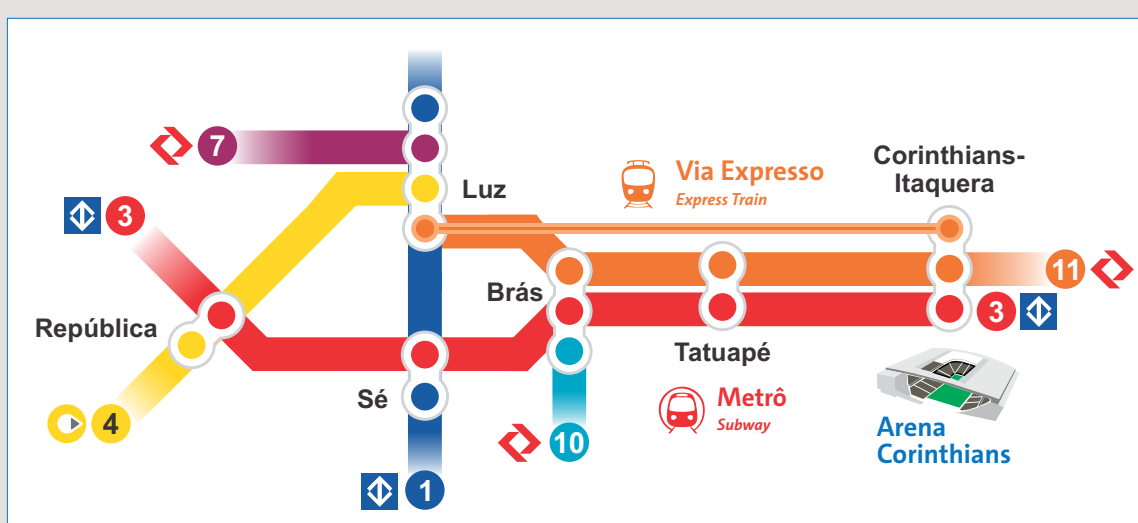 7
Luz
Via Expresso
Express Train
Corinthians-
Itaquera
3
República
Brás
11
3
Tatuapé
Sé
Metrô
Subway
4
10
1
Arena
Corinthians